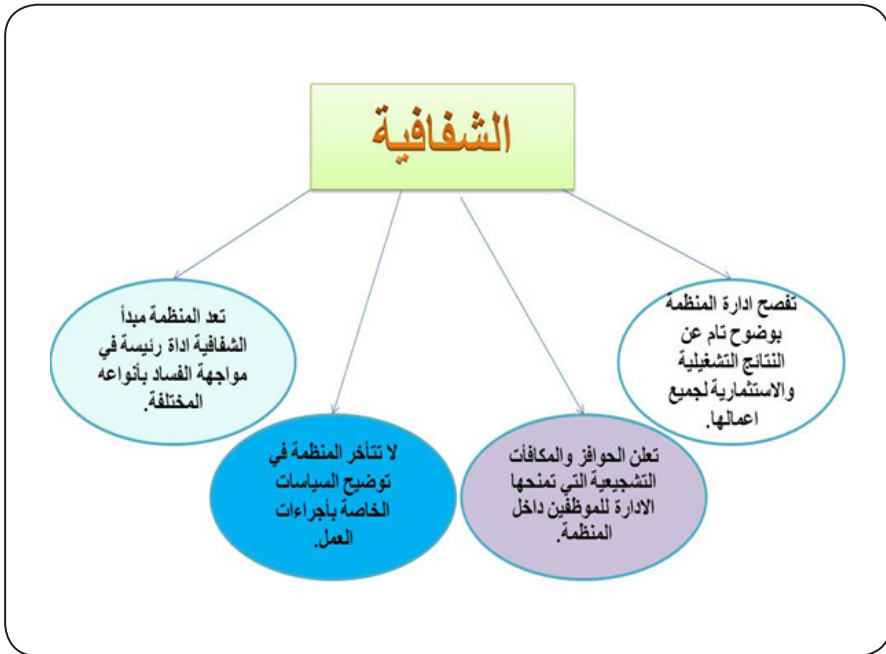 الشفافية
تفصح ادارة المنظمة
بوضوح تام عن
النتائج التشغيلية
والاستثمارية لجميع
اعمالها.
تعلن الحوافز والمكافأت
التشجيعية التي تمنحها
الادارة للموظفين داخل
المنظمة.
لا تتأخر المنظمة في
توضيح السياسات
الخاصة بأجراءات
العمل.
تعد المنظمة مبدأ
الشفافية اداة رئيسة في
مواجهة الفساد بأنواعه
المختلفة.